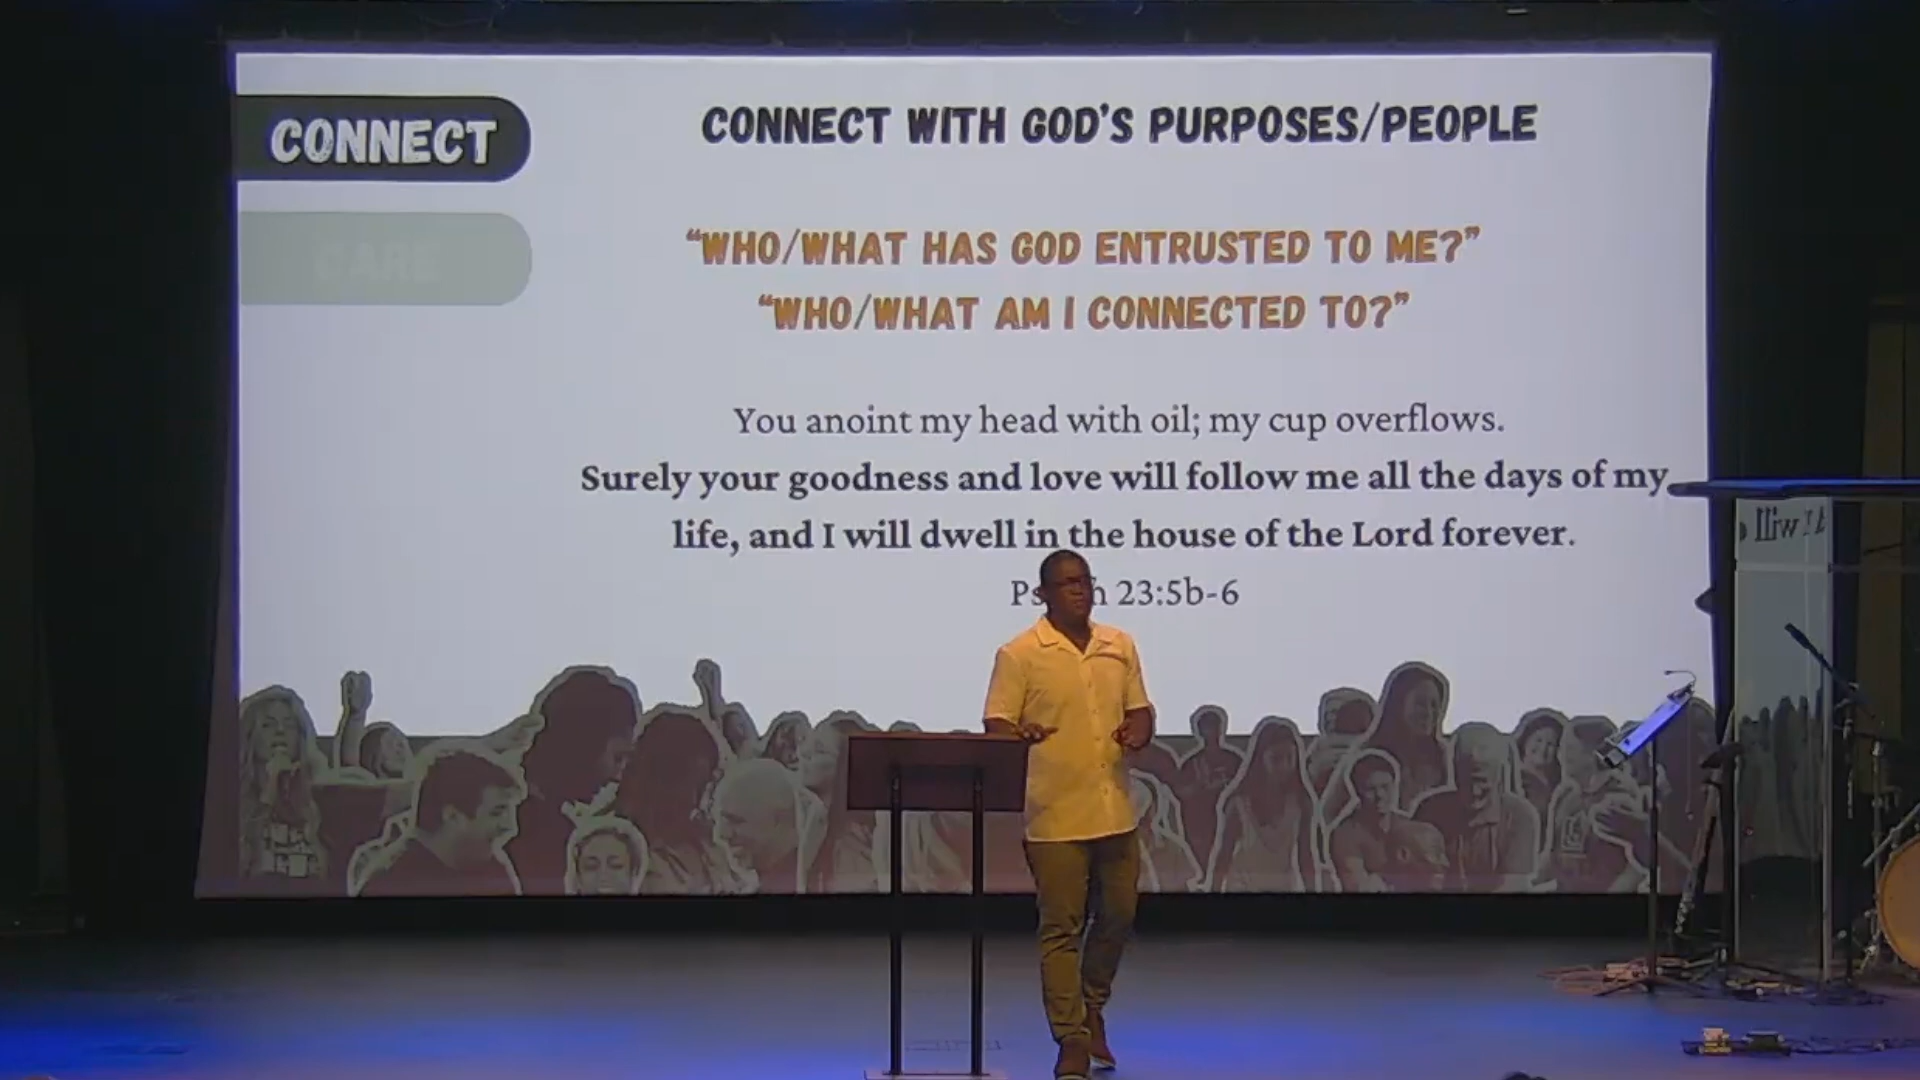 CONNECT
CARE
CONNECT WITH GOD'S PURPOSES/PEOPLE
“WHO/WHAT HAS GOD ENTRUSTED TO ME?”
“WHO/WHAT AM I CONNECTED TO?”
You anoint my head with oil; my cup overflows.
Surely your goodness and love will follow me all the days of my
life, and I will dwell in the house of the Lord forever.
23:5b-6